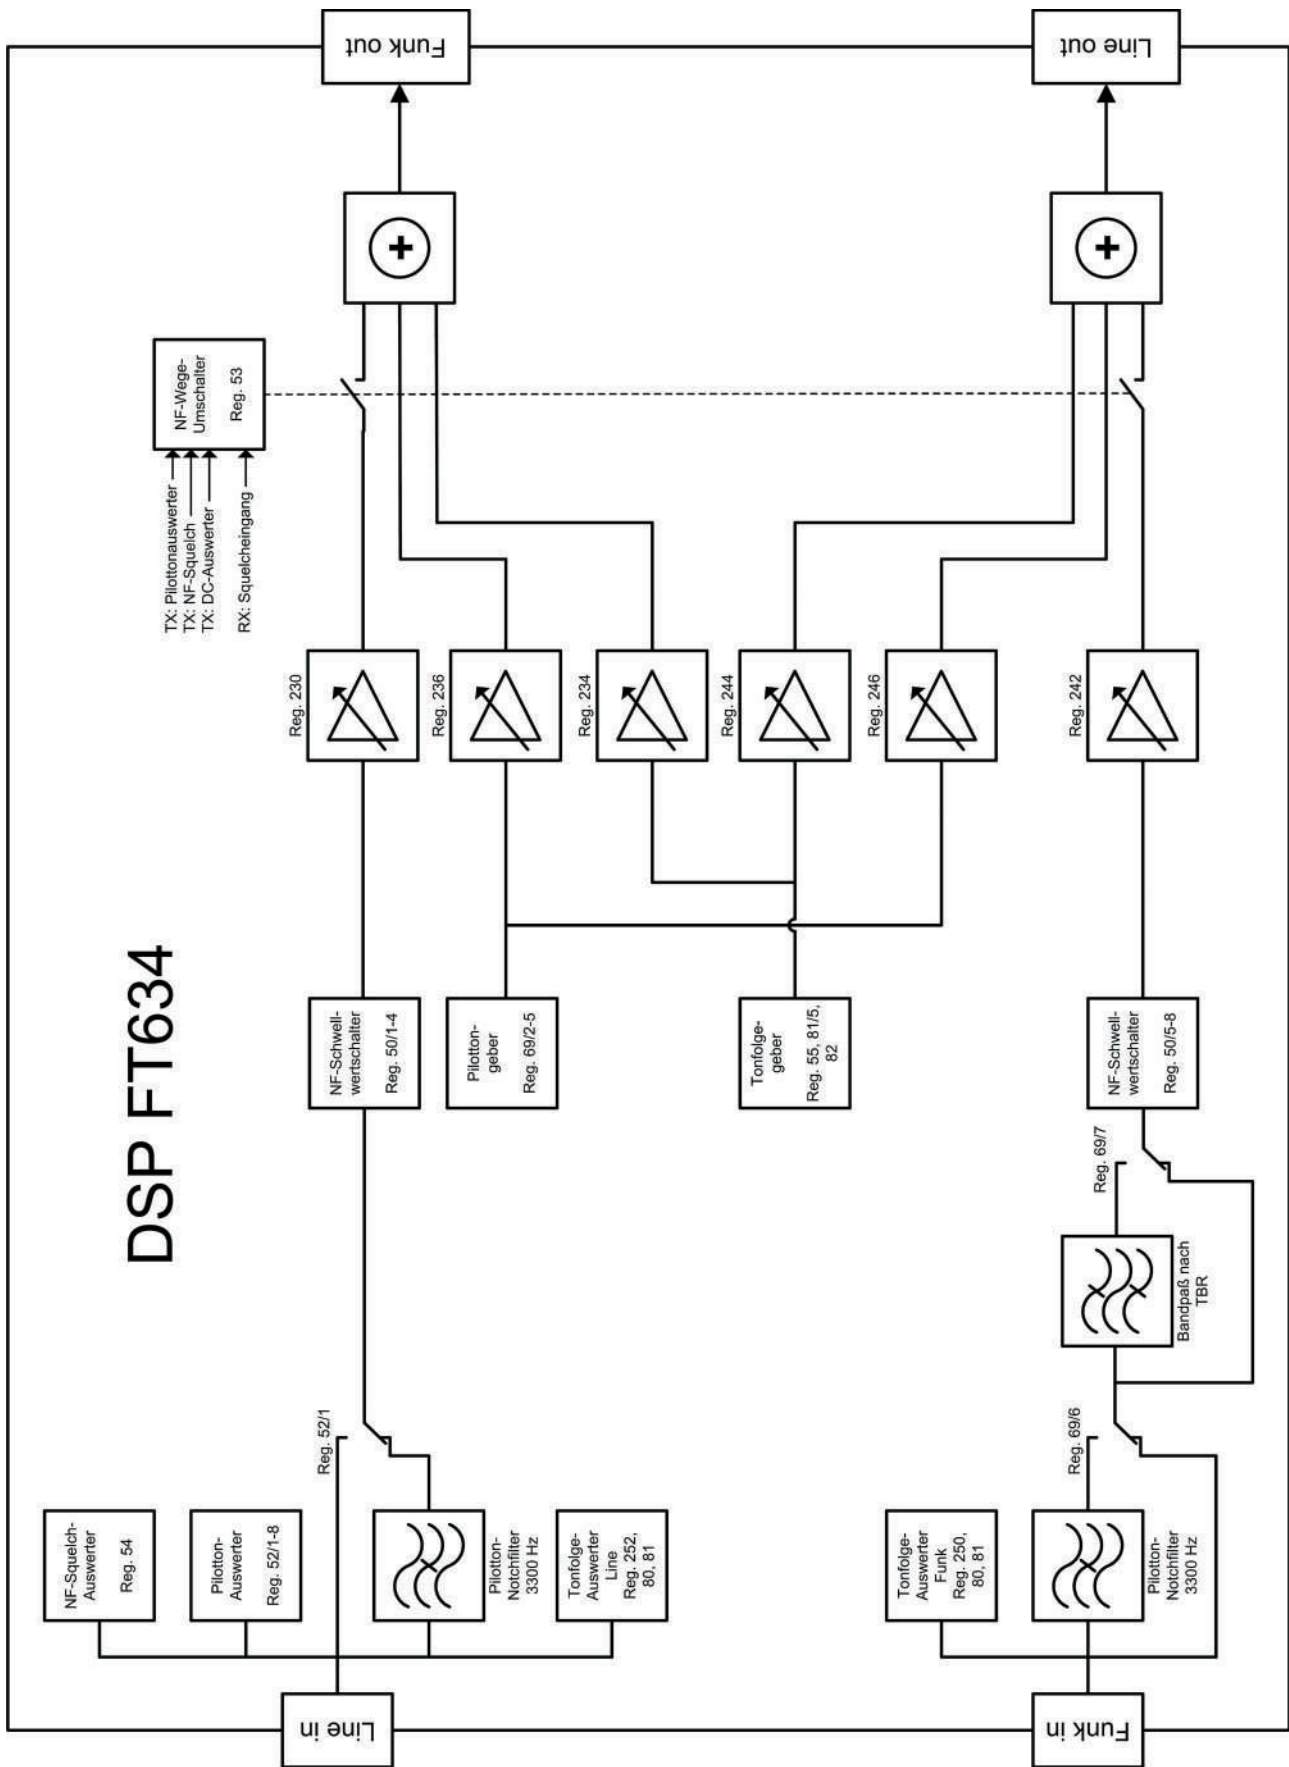 Funk out
Line out
NF-Wege-
Umschalter
Reg. 53
TX: Pilottonauswerter
TX: NF-Squelch
TX: DC-Auswerter
RX: Squelcheingang
Reg. 230
Reg. 236
Reg. 234
Reg. 244
Reg. 246
Reg. 242
DSP FT634
NF-Schwell-
wertschalter
Reg. 50/1-4
Pilotton-
geber
Reg. 69/2-5
Tonfolge-
geber
Reg. 55, 81/5,
82
NF-Schwell-
wertschalter
Reg. 50/5-8
Reg. 69/7
Bandpaß nach
TBR
Reg. 52/1
Reg. 69/6
NF-Squelch-
Auswerter
Reg. 54
Pilotton-
Auswerter
Reg. 52/1-8
Pilotton-
Notchfilter
3300 Hz
Tonfolge-
Auswerter
Line
Reg. 252,
80, 81
Tonfolge-
Auswerter
Funk
Reg. 250,
80, 81
Pilotton-
Notchfilter
3300 Hz
Line in
Funk in